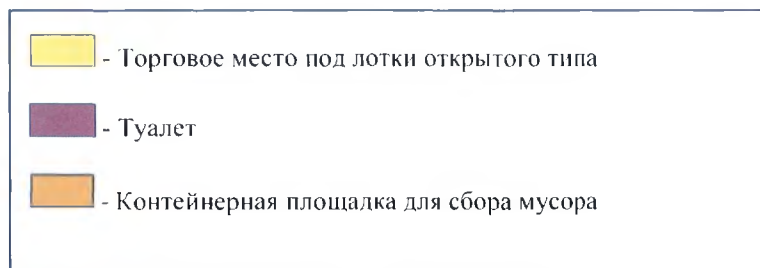 - Торговое место под лотки открытого типа
- Туалет
- Контейнерная площадка для сбора мусора